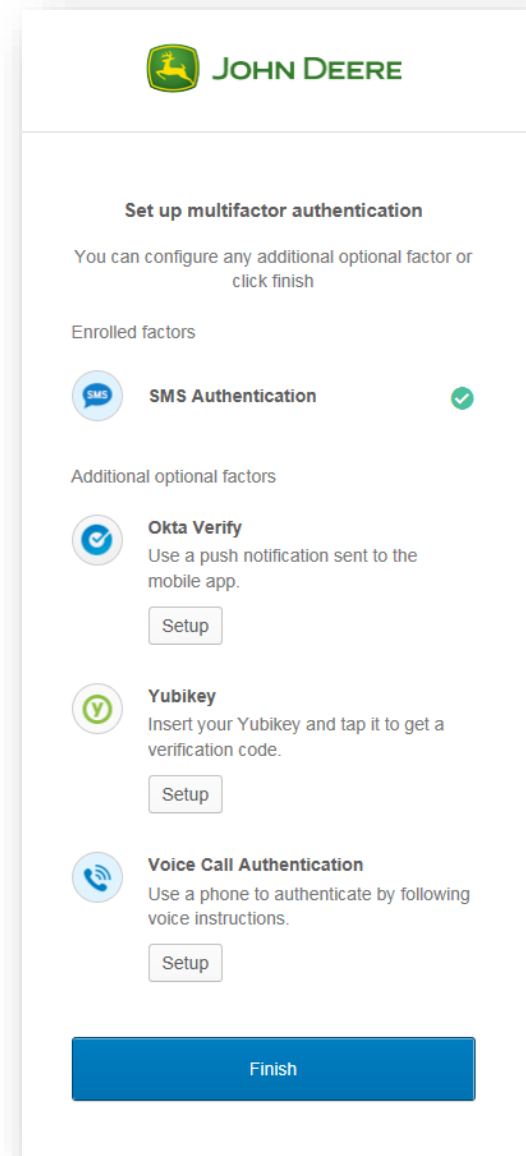 JOHN DEERE
Set up multifactor authentication
You can configure any additional optional factor or
click finish
Enrolled factors
SMS
SMS Authentication
Additional optional factors
Okta Verify
Use a push notification sent to the
mobile app.
Setup
Y
Yubikey
Insert your Yubikey and tap it to get a
verification code.
Setup
Voice Call Authentication
Use a phone to authenticate by following
voice instructions.
Setup
Finish